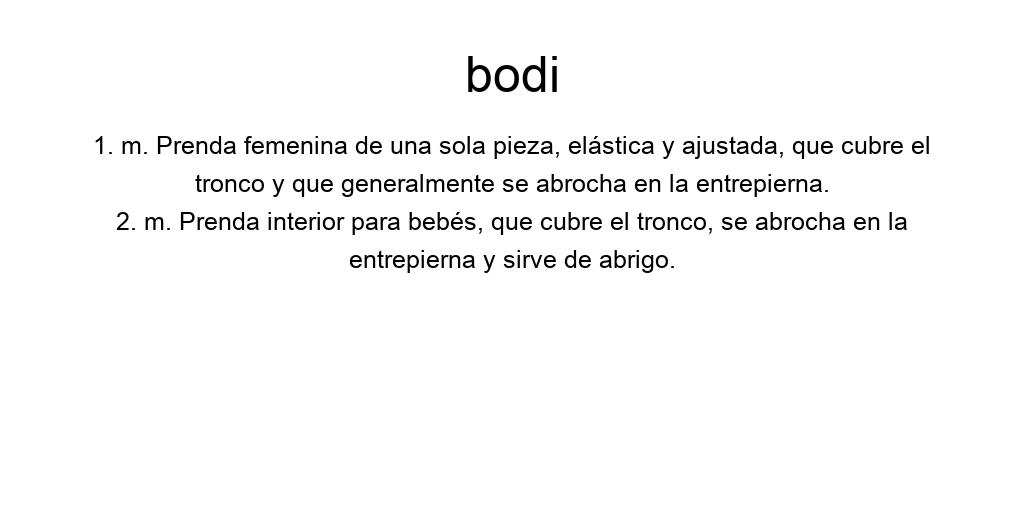 bodi
1. m. Prenda femenina de una sola pieza, elástica y ajustada, que cubre el
tronco y que generalmente se abrocha en la entrepierna.
2. m. Prenda interior para bebés, que cubre el tronco, se abrocha en la
entrepierna y sirve de abrigo.